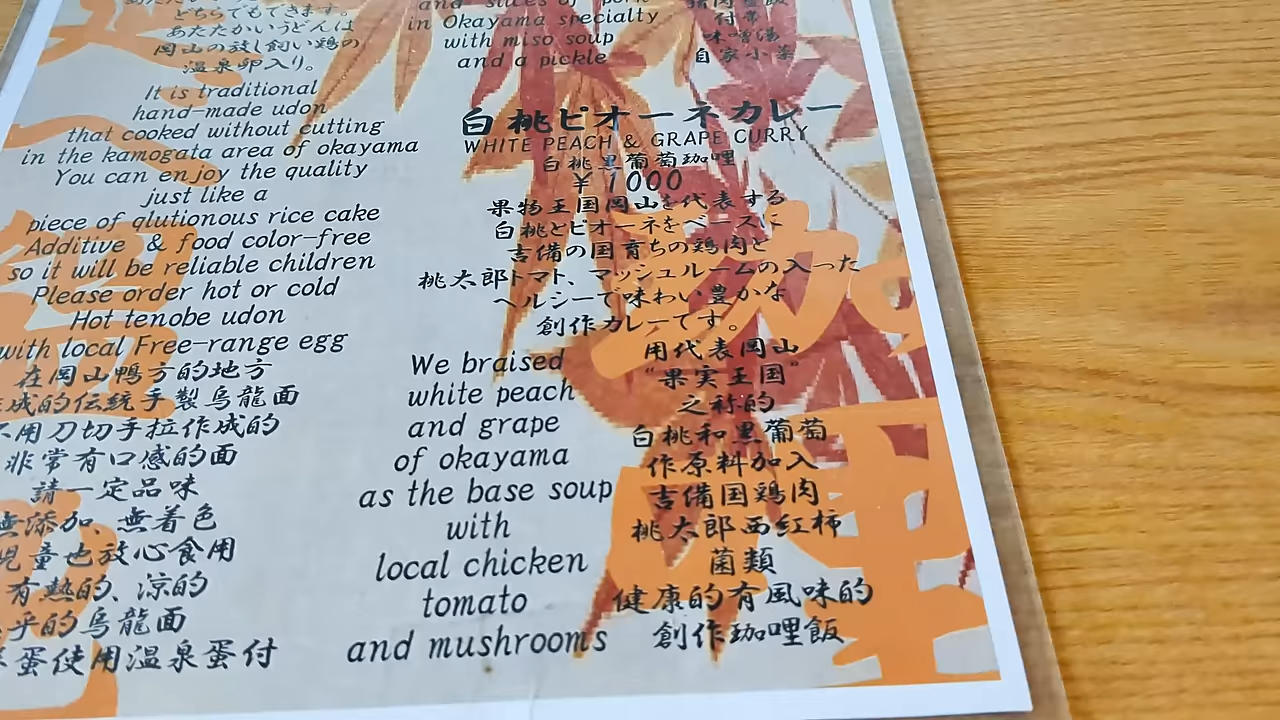 どちらでもできます。
あたたかいうどんは
岡山の放し飼い鶏の
温泉卵入り。
It is traditional
hand-made udon
that cooked without cutting
in the kamogata area of okayama
You can enjoy the quality
just like a
piece of glutionous rice cake
Additive & food color-free
so it will be reliable children
Please order hot or cold
Hot tenobe udon
with local Free-range egg
在岡山鴨方的地方
成的伝統手製烏龍面
用刀切手拉作成的
非常有口感的面
請一定品味
無添加、無着色
児童也放心食用
有熱的、涼的
乎的烏龍面
蛋使用温泉蛋付
and slices of pork
in Okayama specialty
with miso soup
and a pickle
付常
味噌湯
自家小菜
白桃ピオーネカレー
WHITE PEACH & GRAPE CURRY
白桃黒葡萄珈哩
¥1000
果物王国岡山を代表する
白桃とピオーネをベースに
吉備の国育ちの鶏肉と
桃太郎トマト、マッシュルームの入った
ヘルシーで味わい豊かな
創作カレーです。
We braised
white peach
and grape
of okayama
as the base soup
with
local chicken
tomato
and mushrooms
用代表岡山
"果実王国"
之称的
白桃和黒葡萄
作原料加入
吉備国鶏肉
桃太郎西紅柿
菌類
健康的有風味的
創作珈哩飯